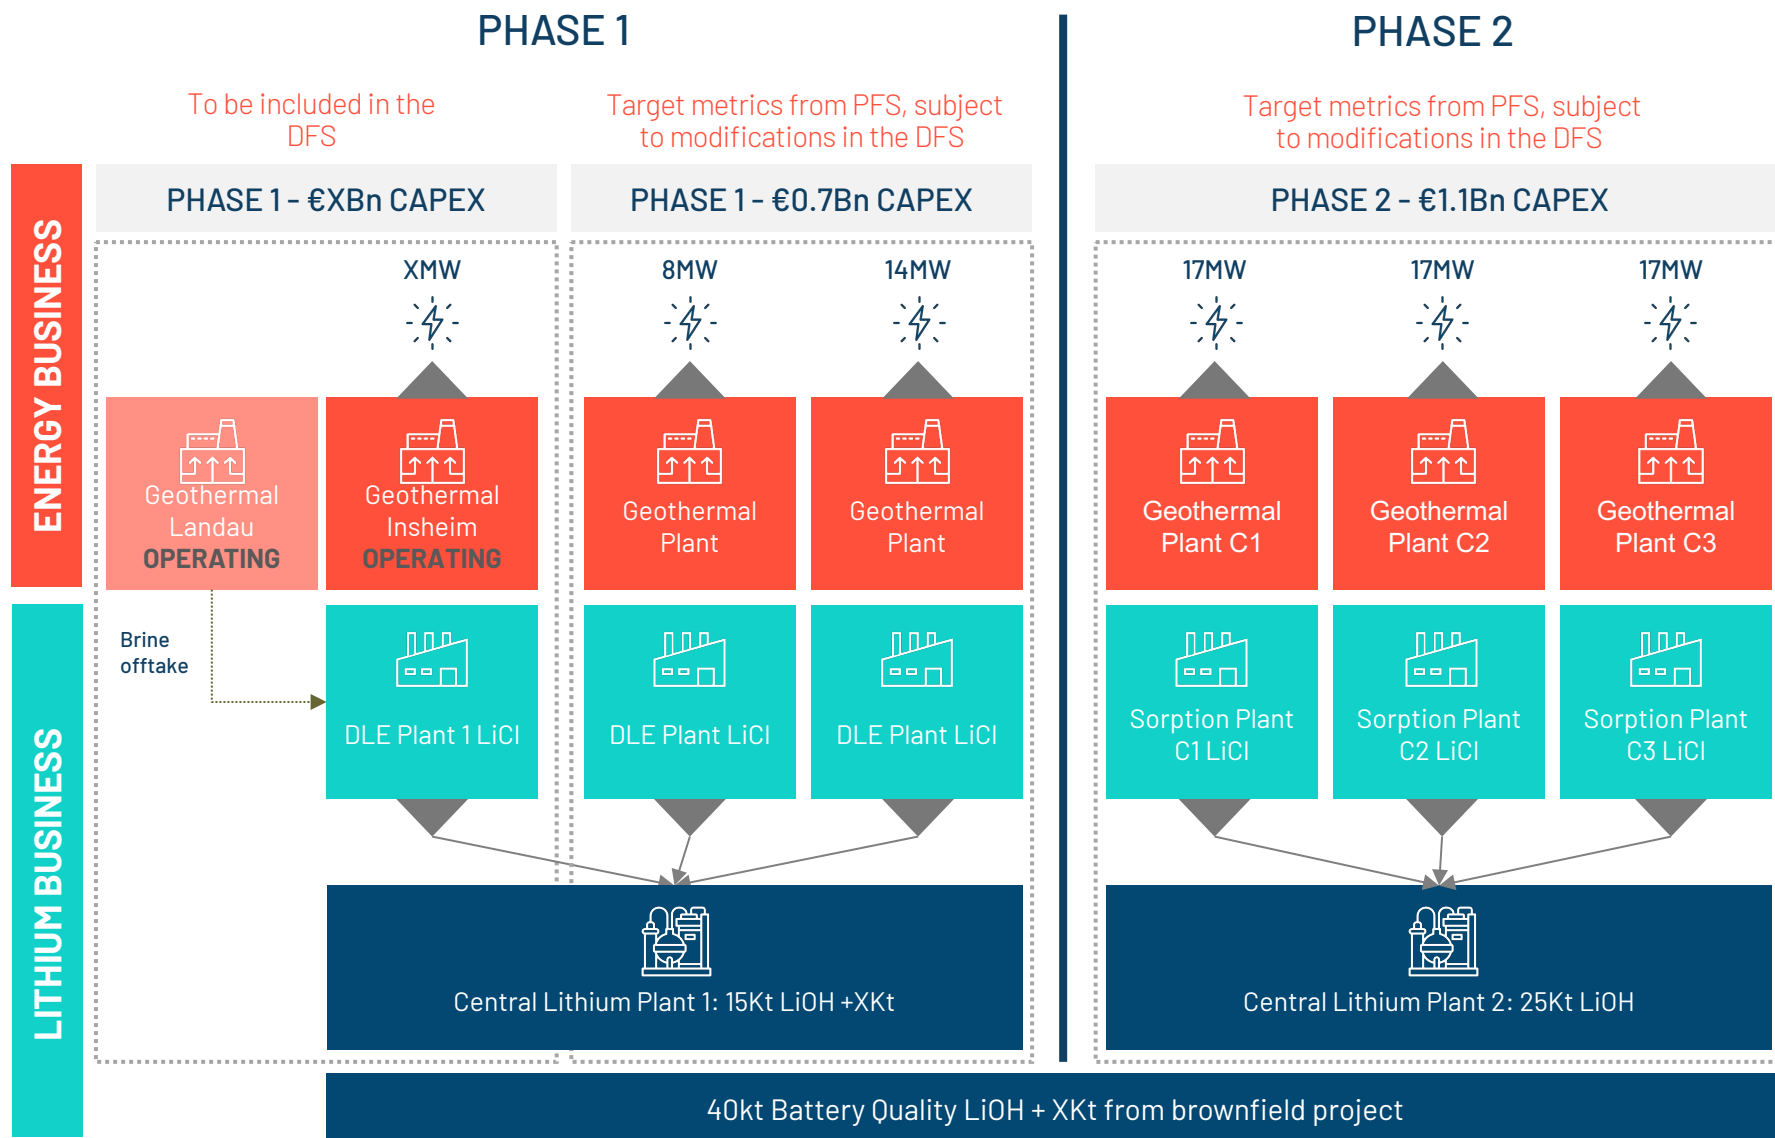 PHASE 1
PHASE 2
To be included in the
DFS
Target metrics from PFS, subject
to modifications in the DFS
Target metrics from PFS, subject
to modifications in the DFS
PHASE 1 - €XBn CAPEX
PHASE 1 - €0.7Bn CAPEX
PHASE 2 - €1.1Bn CAPEX
ENERGY BUSINESS
XMW
8MW
14MW
17MW
17MW
17MW
Geothermal
Landau
OPERATING
Geothermal
Insheim
OPERATING
Geothermal
Plant
Geothermal
Plant
Geothermal
Plant C1
Geothermal
Plant C2
Geothermal
Plant C3
LITHIUM BUSINESS
Brine
offtake
DLE Plant 1 LiCl
DLE Plant LiCl
DLE Plant LiCl
Sorption Plant
C1 LiCl
Sorption Plant
C2 LiCl
Sorption Plant
C3 LiCl
Central Lithium Plant 1: 15Kt LiOH +XKt
Central Lithium Plant 2: 25Kt LiOH
40kt Battery Quality LiOH + XKt from brownfield project